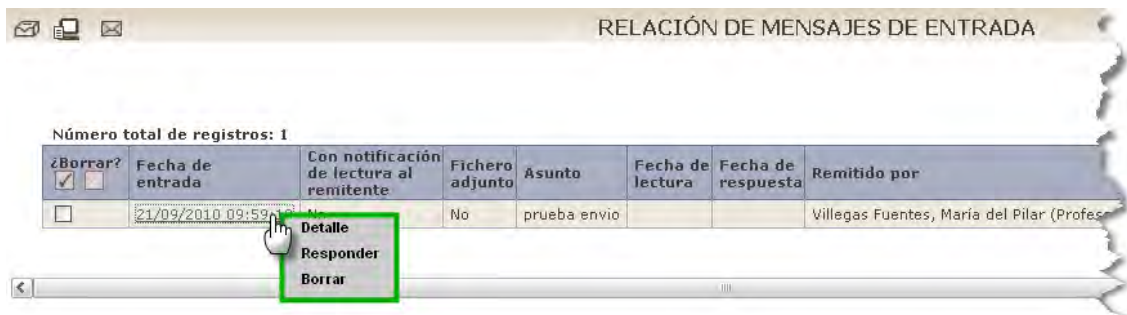 RELACIÓN DE MENSAJES DE ENTRADA
Número total de registros: 1
¿Borrar?
Fecha de
entrada
Con notificación
de lectura al
remitente
Fichero
adjunto
Asunto
Fecha de
lectura
Fecha de
respuesta
Remitido por
21/09/2010 09:59
No
No
prueba envio
Villegas Fuentes, María del Pilar (Profes
Detalle
Responder
Borrar